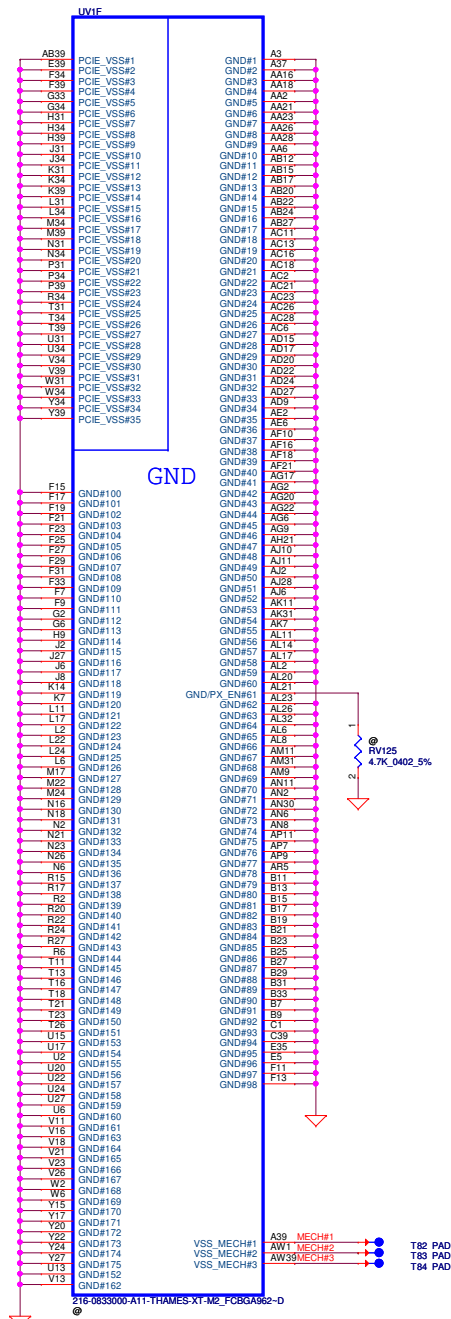 UV1F
AB39 PCIE_VSS#1
E39 PCIE_VSS#2
F34 PCIE_VSS#3
F39 PCIE_VSS#4
G33 PCIE_VSS#5
G34 PCIE_VSS#6
H31 PCIE_VSS#7
H34 PCIE_VSS#8
H39 PCIE_VSS#9
J31 PCIE_VSS#10
J34 PCIE_VSS#11
K31 PCIE_VSS#12
K34 PCIE_VSS#13
K39 PCIE_VSS#14
L31 PCIE_VSS#15
L34 PCIE_VSS#16
M34 PCIE_VSS#17
M39 PCIE_VSS#18
N31 PCIE_VSS#19
N34 PCIE_VSS#20
P31 PCIE_VSS#21
P34 PCIE_VSS#22
P39 PCIE_VSS#23
R34 PCIE_VSS#24
T31 PCIE_VSS#25
T34 PCIE_VSS#26
T39 PCIE_VSS#27
U31 PCIE_VSS#28
U34 PCIE_VSS#29
V34 PCIE_VSS#30
V39 PCIE_VSS#31
W31 PCIE_VSS#32
W34 PCIE_VSS#33
Y34 PCIE_VSS#34
Y39 PCIE_VSS#35
GND
F15 GND#100
F17 GND#101
F19 GND#102
F21 GND#103
F23 GND#104
F25 GND#105
F27 GND#106
F29 GND#107
F31 GND#108
F33 GND#109
F7 GND#110
F9 GND#111
G2 GND#112
G6 GND#113
H9 GND#114
J2 GND#115
J27 GND#116
J6 GND#117
J8 GND#118
K14 GND#119
K7 GND#120
L11 GND#121
L17 GND#122
L2 GND#123
L22 GND#124
L24 GND#125
L6 GND#126
M17 GND#127
M22 GND#128
M24 GND#129
N16 GND#130
N18 GND#131
N2 GND#132
N21 GND#133
N23 GND#134
N26 GND#135
N6 GND#136
R15 GND#137
R17 GND#138
R2 GND#139
R20 GND#140
R22 GND#141
R24 GND#142
R27 GND#143
R6 GND#144
T11 GND#145
T13 GND#146
T16 GND#147
T18 GND#148
T21 GND#149
T23 GND#150
T26 GND#151
U15 GND#153
U17 GND#154
U2 GND#155
U20 GND#156
U22 GND#157
U24 GND#158
U27 GND#159
U6 GND#160
V11 GND#161
V16 GND#163
V18 GND#164
V21 GND#165
V23 GND#166
V26 GND#167
W2 GND#168
W6 GND#169
Y15 GND#170
Y17 GND#171
Y20 GND#172
Y22 GND#173
Y24 GND#174
Y27 GND#175
U13 GND#152
V13 GND#162
GND#1 A3
GND#2 A37
GND#3 AA16
GND#4 AA18
GND#5 AA2
GND#6 AA21
GND#7 AA23
GND#8 AA26
GND#9 AA28
GND#10 AA6
GND#11 AB12
GND#12 AB15
GND#13 AB17
GND#14 AB20
GND#15 AB22
GND#16 AB24
GND#17 AB27
GND#18 AC11
GND#19 AC13
GND#20 AC16
GND#21 AC18
GND#22 AC2
GND#23 AC21
GND#24 AC23
GND#25 AC26
GND#26 AC28
GND#27 AC6
GND#28 AD15
GND#29 AD17
GND#30 AD20
GND#31 AD22
GND#32 AD24
GND#33 AD27
GND#34 AD9
GND#35 AE2
GND#36 AE6
GND#37 AF10
GND#38 AF16
GND#39 AF18
GND#40 AF21
GND#41 AG17
GND#42 AG2
GND#43 AG20
GND#44 AG22
GND#45 AG6
GND#46 AG9
GND#47 AH21
GND#48 AJ10
GND#49 AJ11
GND#50 AJ2
GND#51 AJ28
GND#52 AJ6
GND#53 AK11
GND#54 AK31
GND#55 AK7
GND#56 AL11
GND#57 AL14
GND#58 AL17
GND#59 AL2
GND#60 AL20
GND/PX_EN#61 AL21
GND#62 AL23
GND#63 AL26
GND#64 AL32
GND#65 AL6
GND#66 AL8
GND#67 AM11
GND#68 AM31
GND#69 AM9
GND#70 AN11
GND#71 AN2
GND#72 AN30
GND#73 AN6
GND#74 AN8
GND#75 AP11
GND#76 AP7
GND#77 AP9
GND#78 AR5
GND#79 B11
GND#80 B13
GND#81 B15
GND#82 B17
GND#83 B19
GND#84 B21
GND#85 B23
GND#86 B25
GND#87 B27
GND#88 B29
GND#89 B31
GND#90 B33
GND#91 B7
GND#92 B9
GND#93 C1
GND#94 C39
GND#95 E35
GND#96 E5
GND#97 F11
GND#98 F13
1
@
RV125
4.7K_0402_5%
2
VSS_MECH#1 A39 MECH#1 T82 PAD
VSS_MECH#2 AW1 MECH#2 T83 PAD
VSS_MECH#3 AW39 MECH#3 T84 PAD
216-0833000-A11-THAMES-XT-M2_FCBGA962~D
@